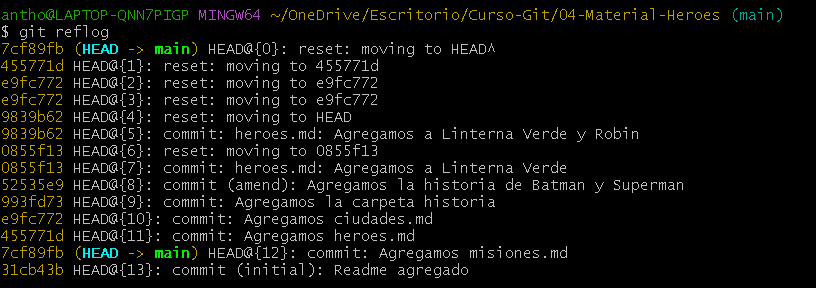 antho@LAPTOP-QNN7PIGP MINGW64 ~/OneDrive/Escritorio/Curso-Git/04-Material-Heroes (main)
$ git reflog
7cf89fb (HEAD -> main) HEAD@{0}: reset: moving to HEAD^
455771d HEAD@{1}: reset: moving to 455771d
e9fc772 HEAD@{2}: reset: moving to e9fc772
e9fc772 HEAD@{3}: reset: moving to e9fc772
9839b62 HEAD@{4}: reset: moving to HEAD
9839b62 HEAD@{5}: commit: heroes.md: Agregamos a Linterna Verde y Robin
0855f13 HEAD@{6}: reset: moving to 0855f13
0855f13 HEAD@{7}: commit: heroes.md: Agregamos a Linterna Verde
52535e9 HEAD@{8}: commit (amend): Agregamos la historia de Batman y Superman
993fd73 HEAD@{9}: commit: Agregamos la carpeta historia
e9fc772 HEAD@{10}: commit: Agregamos ciudades.md
455771d HEAD@{11}: commit: Agregamos heroes.md
7cf89fb (HEAD -> main) HEAD@{12}: commit: Agregamos misiones.md
31cb43b HEAD@{13}: commit (initial): Readme agregado